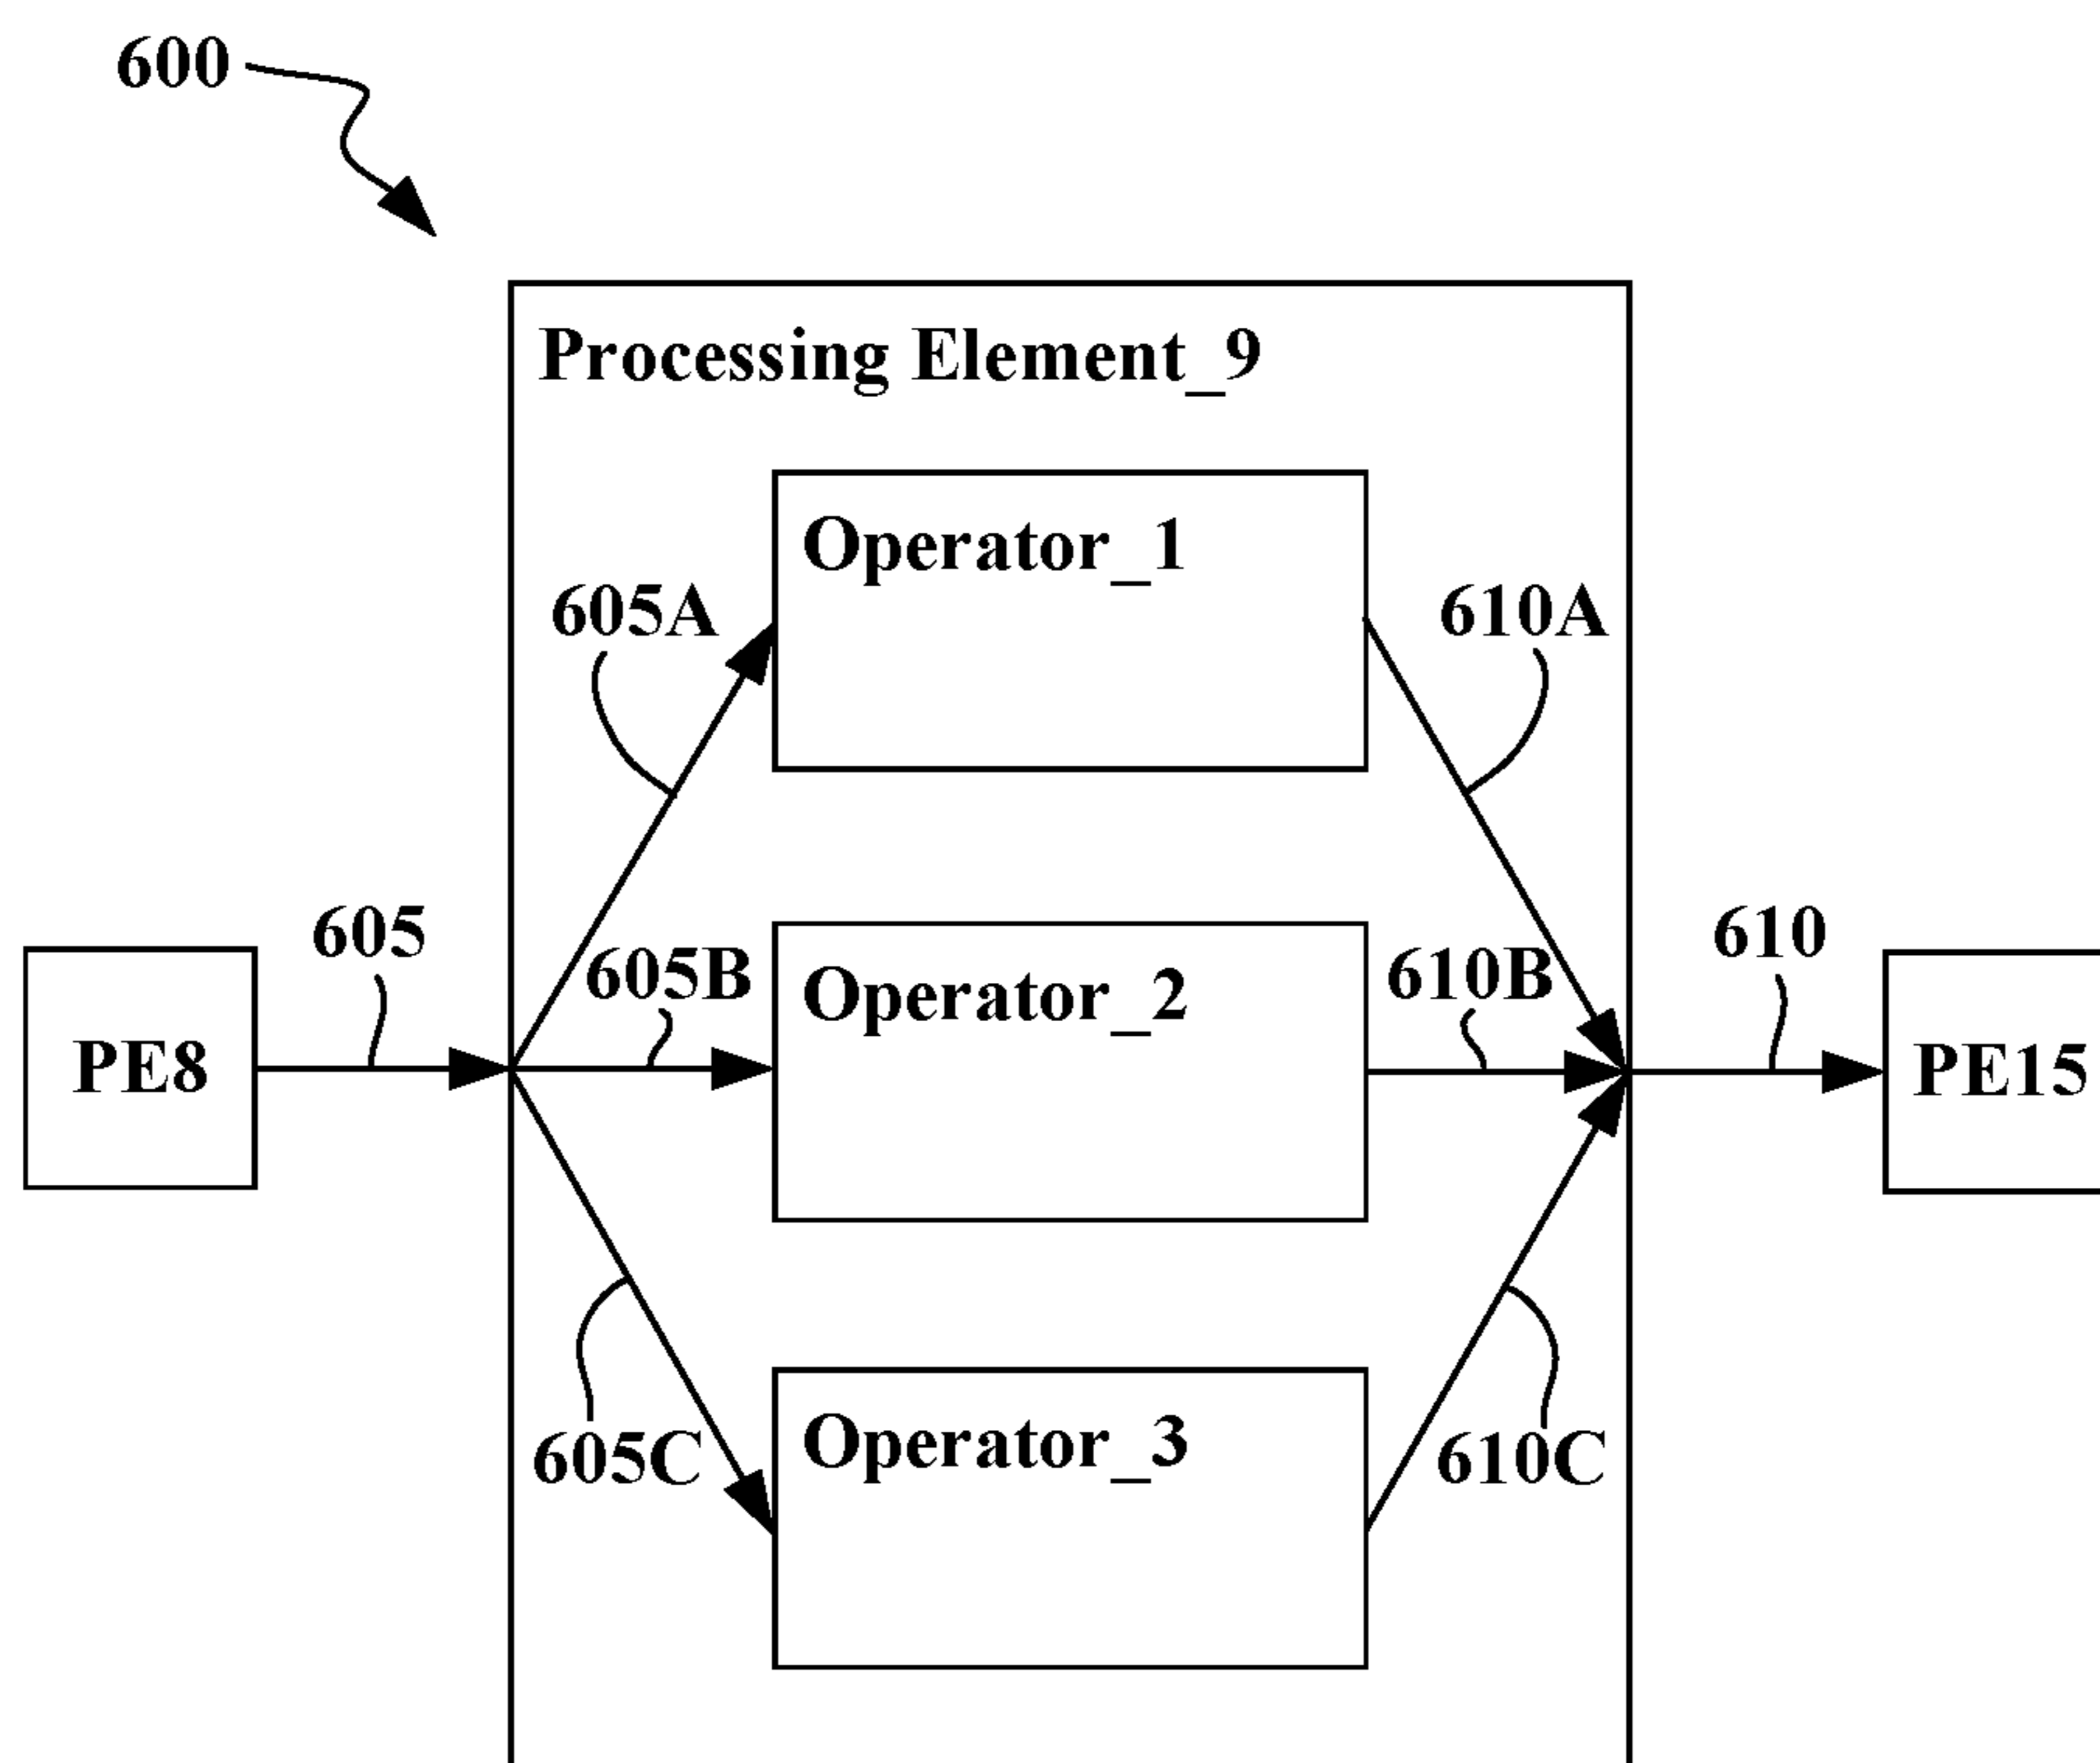 600
Processing Element_9
Operator_1
605A
610A
605
605B
Operator_2
610B
610
PE8
PE15
605C
Operator_3
610C